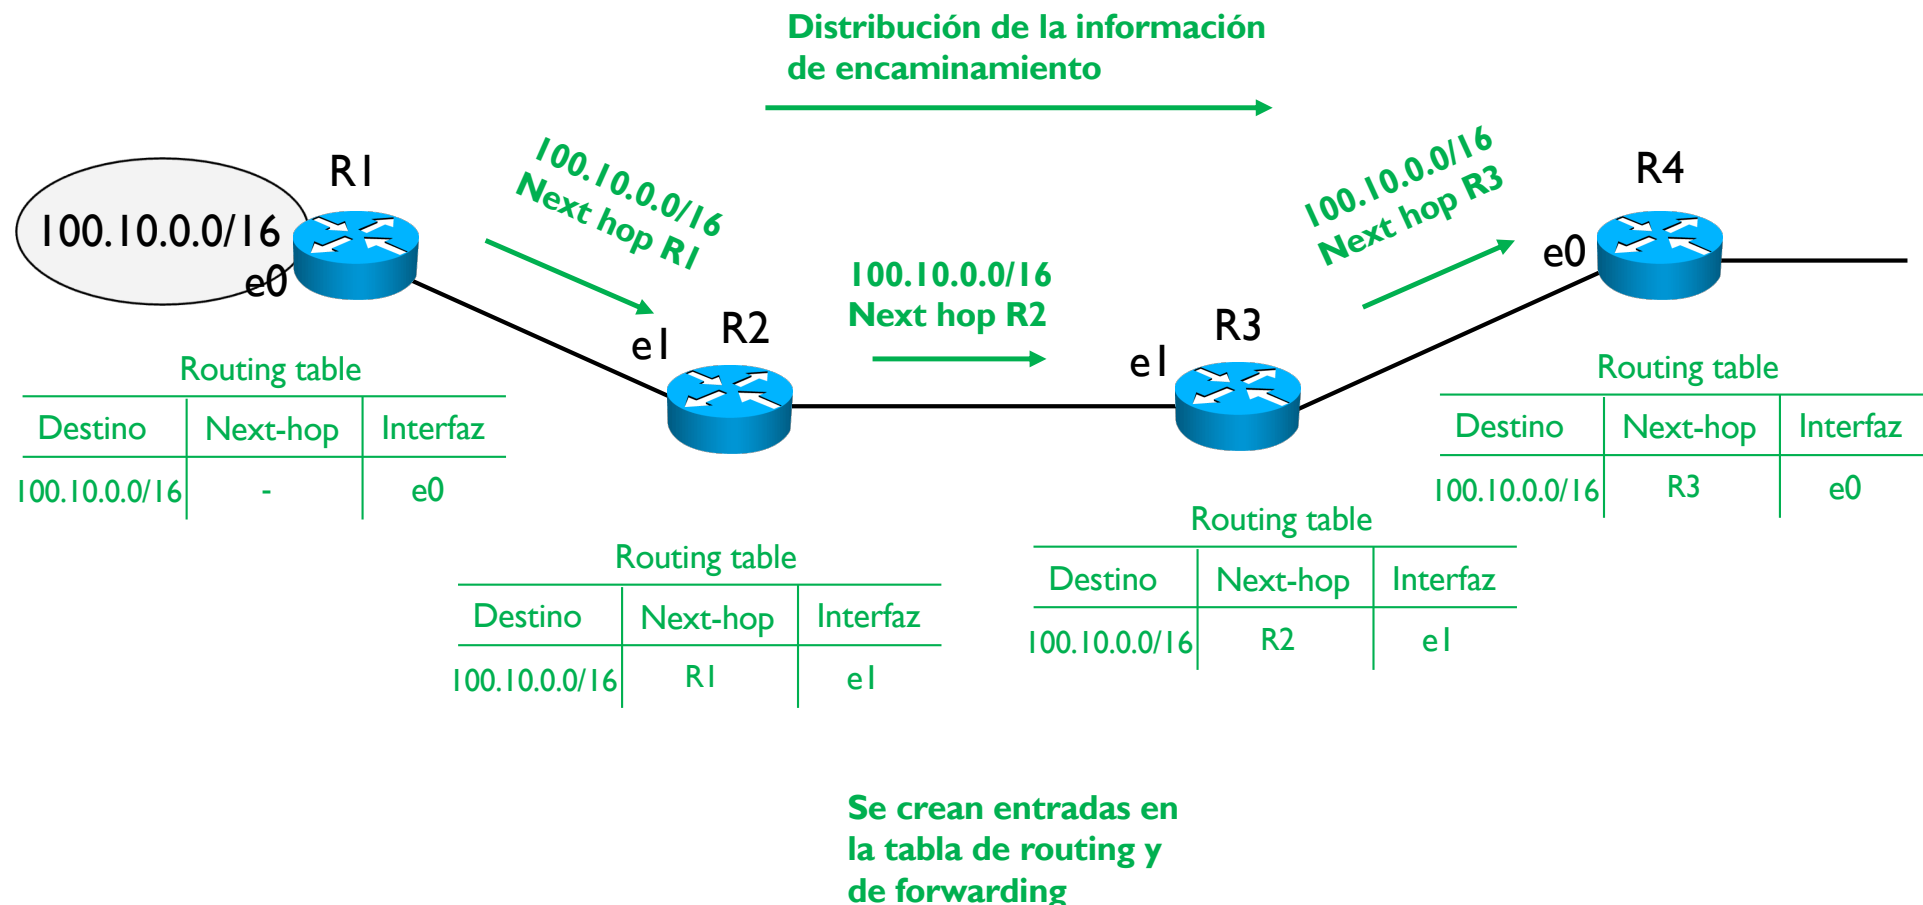 Distribución de la información
de encaminamiento
R1
100.10.0.0/16
e0
100.10.0.0/16
Next hop R1
e1
R2
100.10.0.0/16
Next hop R2
e1
R3
100.10.0.0/16
Next hop R3
e0
R4
Routing table
Destino Next-hop Interfaz
100.10.0.0/16 - e0
Routing table
Destino Next-hop Interfaz
100.10.0.0/16 R1 e1
Routing table
Destino Next-hop Interfaz
100.10.0.0/16 R2 e1
Routing table
Destino Next-hop Interfaz
100.10.0.0/16 R3 e0
Se crean entradas en
la tabla de routing y
de forwarding